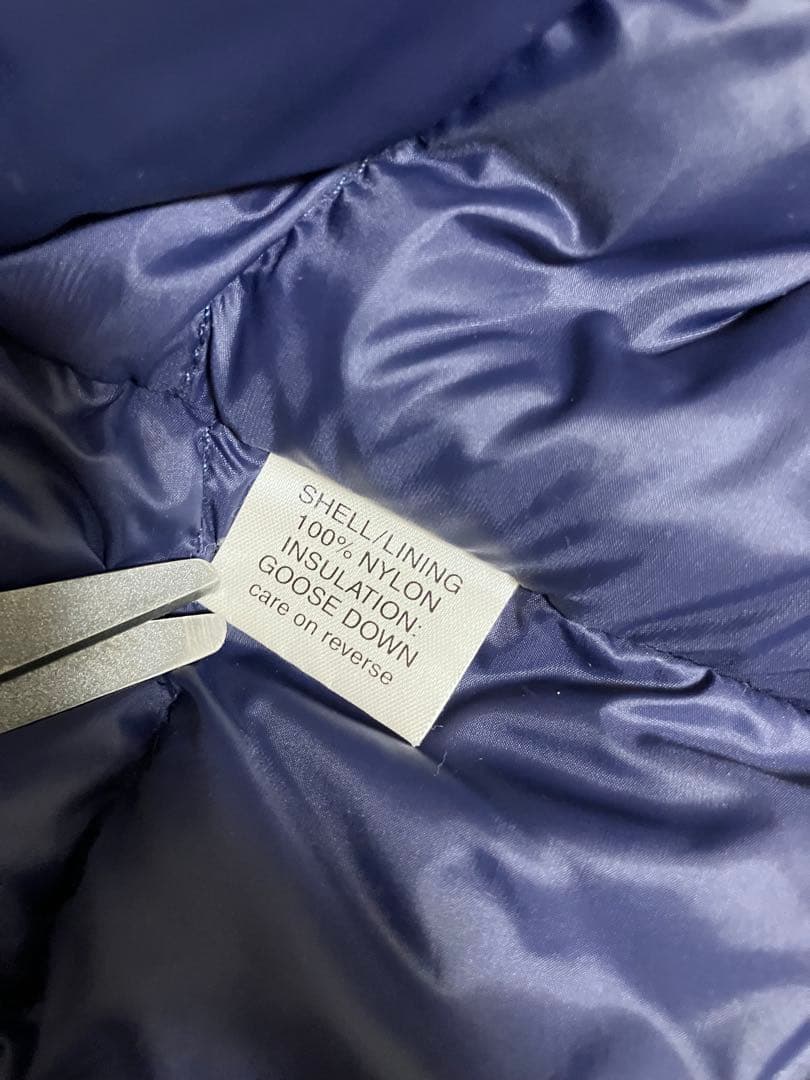 SHELL/LINING
100% NYLON
INSULATION:
GOOSE DOWN
care on reverse